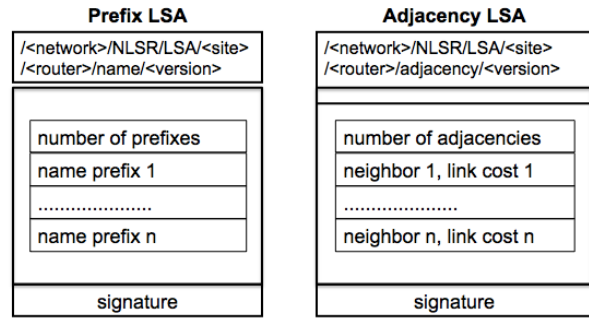 Prefix LSA
/<network>/NLSR/LSA/<site>
/<router>/name/<version>
number of prefixes
name prefix 1
.....................
name prefix n
signature
Adjacency LSA
/<network>/NLSR/LSA/<site>
/<router>/adjacency/<version>
number of adjacencies
neighbor 1, link cost 1
.....................
neighbor n, link cost n
signature